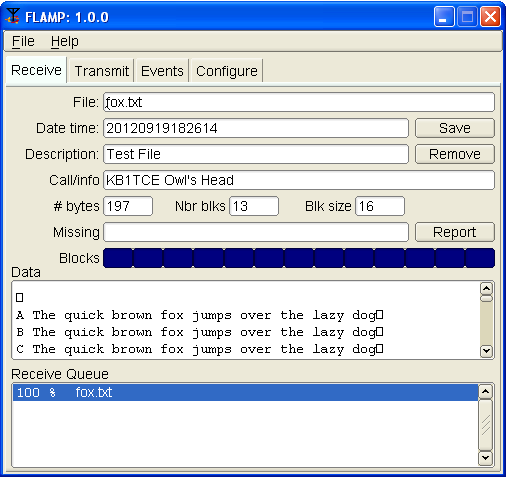 FLAMP: 1.0.0
File Help
Receive Transmit Events Configure
File: fox.txt
Date time: 20120919182614 Save
Description: Test File Remove
Call/info KB1TCE Owl's Head
# bytes 197 Nbr blks 13 Blk size 16
Missing Report
Blocks
Data
A The quick brown fox jumps over the lazy dog
B The quick brown fox jumps over the lazy dog
C The quick brown fox jumps over the lazy dog
Receive Queue
100 % fox.txt